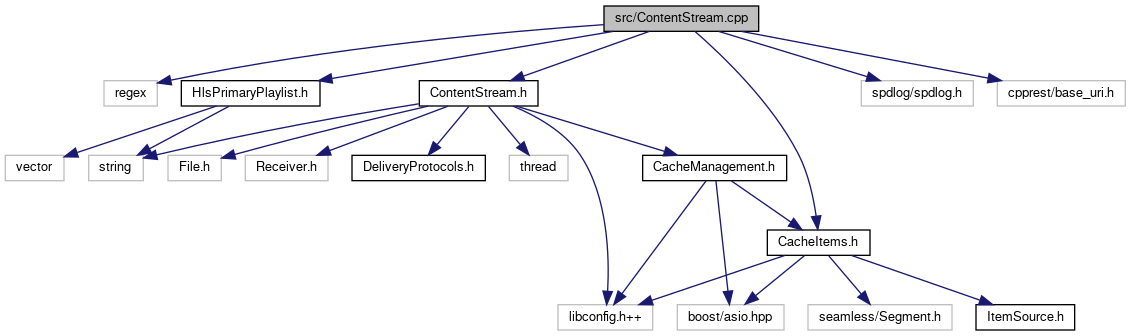 src/ContentStream.cpp
regex
HlsPrimaryPlaylist.h
ContentStream.h
spdlog/spdlog.h
cpprest/base_uri.h
vector
string
File.h
Receiver.h
DeliveryProtocols.h
thread
CacheManagement.h
CacheItems.h
libconfig.h++
boost/asio.hpp
seamless/Segment.h
ItemSource.h